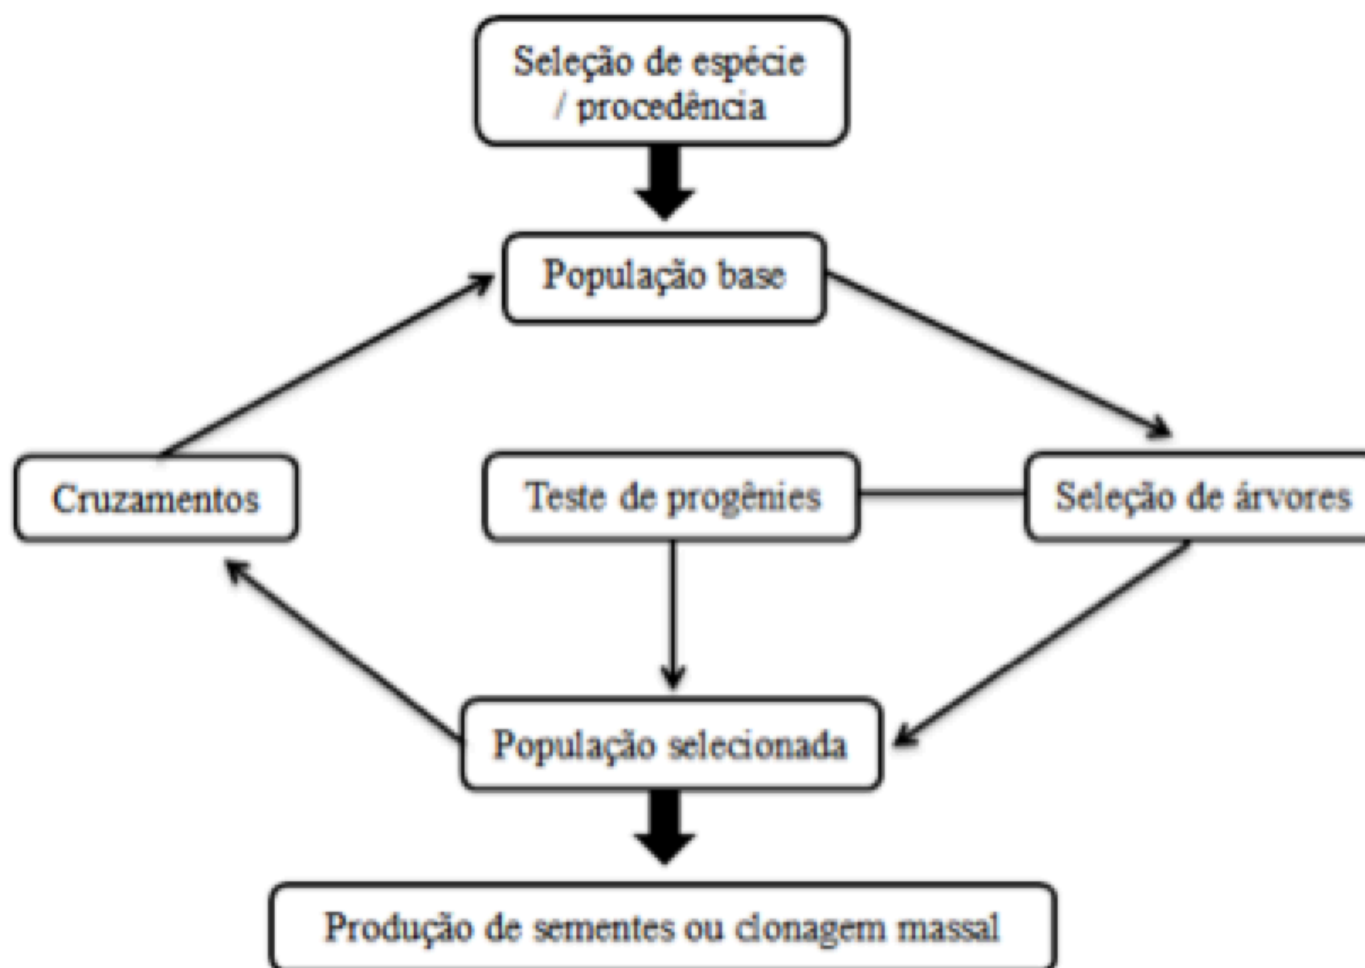 Seleção de espécie
/ procedência
População base
Cruzamentos
Teste de progênies
Seleção de árvores
População selecionada
Produção de sementes ou clonagem massal